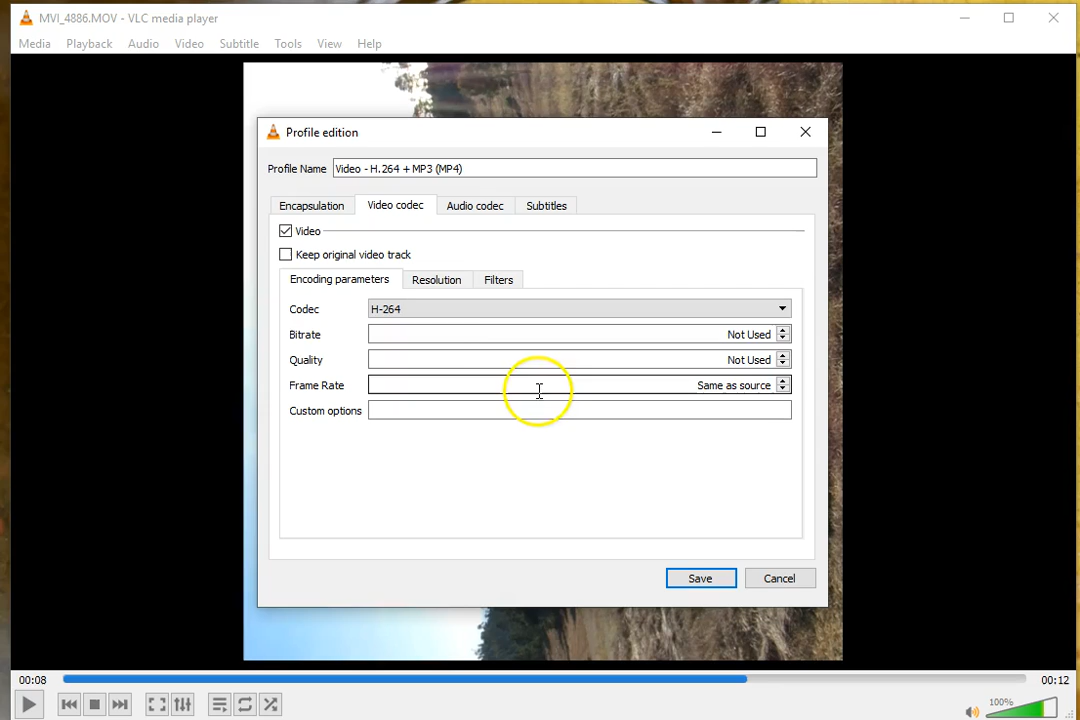 MVI_4886.MOV - VLC media player
Media Playback Audio Video Subtitle Tools View Help
Profile edition
Profile Name Video - H.264 + MP3 (MP4)
Encapsulation Video codec Audio codec Subtitles
Video
Keep original video track
Encoding parameters Resolution Filters
Codec H-264
Bitrate Not Used
Quality Not Used
Frame Rate Same as source
Custom options
Save Cancel
00:08 00:12
100%